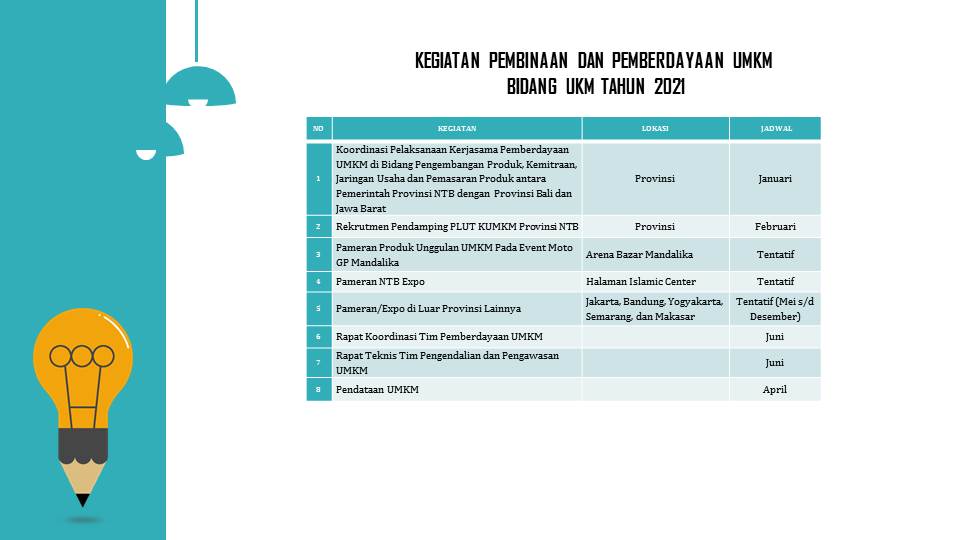 KEGIATAN PEMBINAAN DAN PEMBERDAYAAN UMKM
BIDANG UKM TAHUN 2021
NO KEGIATAN LOKASI JADWAL
1 Koordinasi Pelaksanaan Kerjasama Pemberdayaan
UMKM di Bidang Pengembangan Produk, Kemitraan,
Jaringan Usaha dan Pemasaran Produk antara
Pemerintah Provinsi NTB dengan Provinsi Bali dan
Jawa Barat
Provinsi Januari
2 Rekrutmen Pendamping PLUT KUMKM Provinsi NTB Provinsi Februari
3 Pameran Produk Unggulan UMKM Pada Event Moto
GP Mandalika
Arena Bazar Mandalika Tentatif
4 Pameran NTB Expo Halaman Islamic Center Tentatif
5 Pameran/Expo di Luar Provinsi Lainnya
Jakarta, Bandung, Yogyakarta,
Semarang, dan Makasar
Tentatif (Mei s/d
Desember)
6 Rapat Koordinasi Tim Pemberdayaan UMKM Juni
7 Rapat Teknis Tim Pengendalian dan Pengawasan
UMKM
Juni
8 Pendataan UMKM April